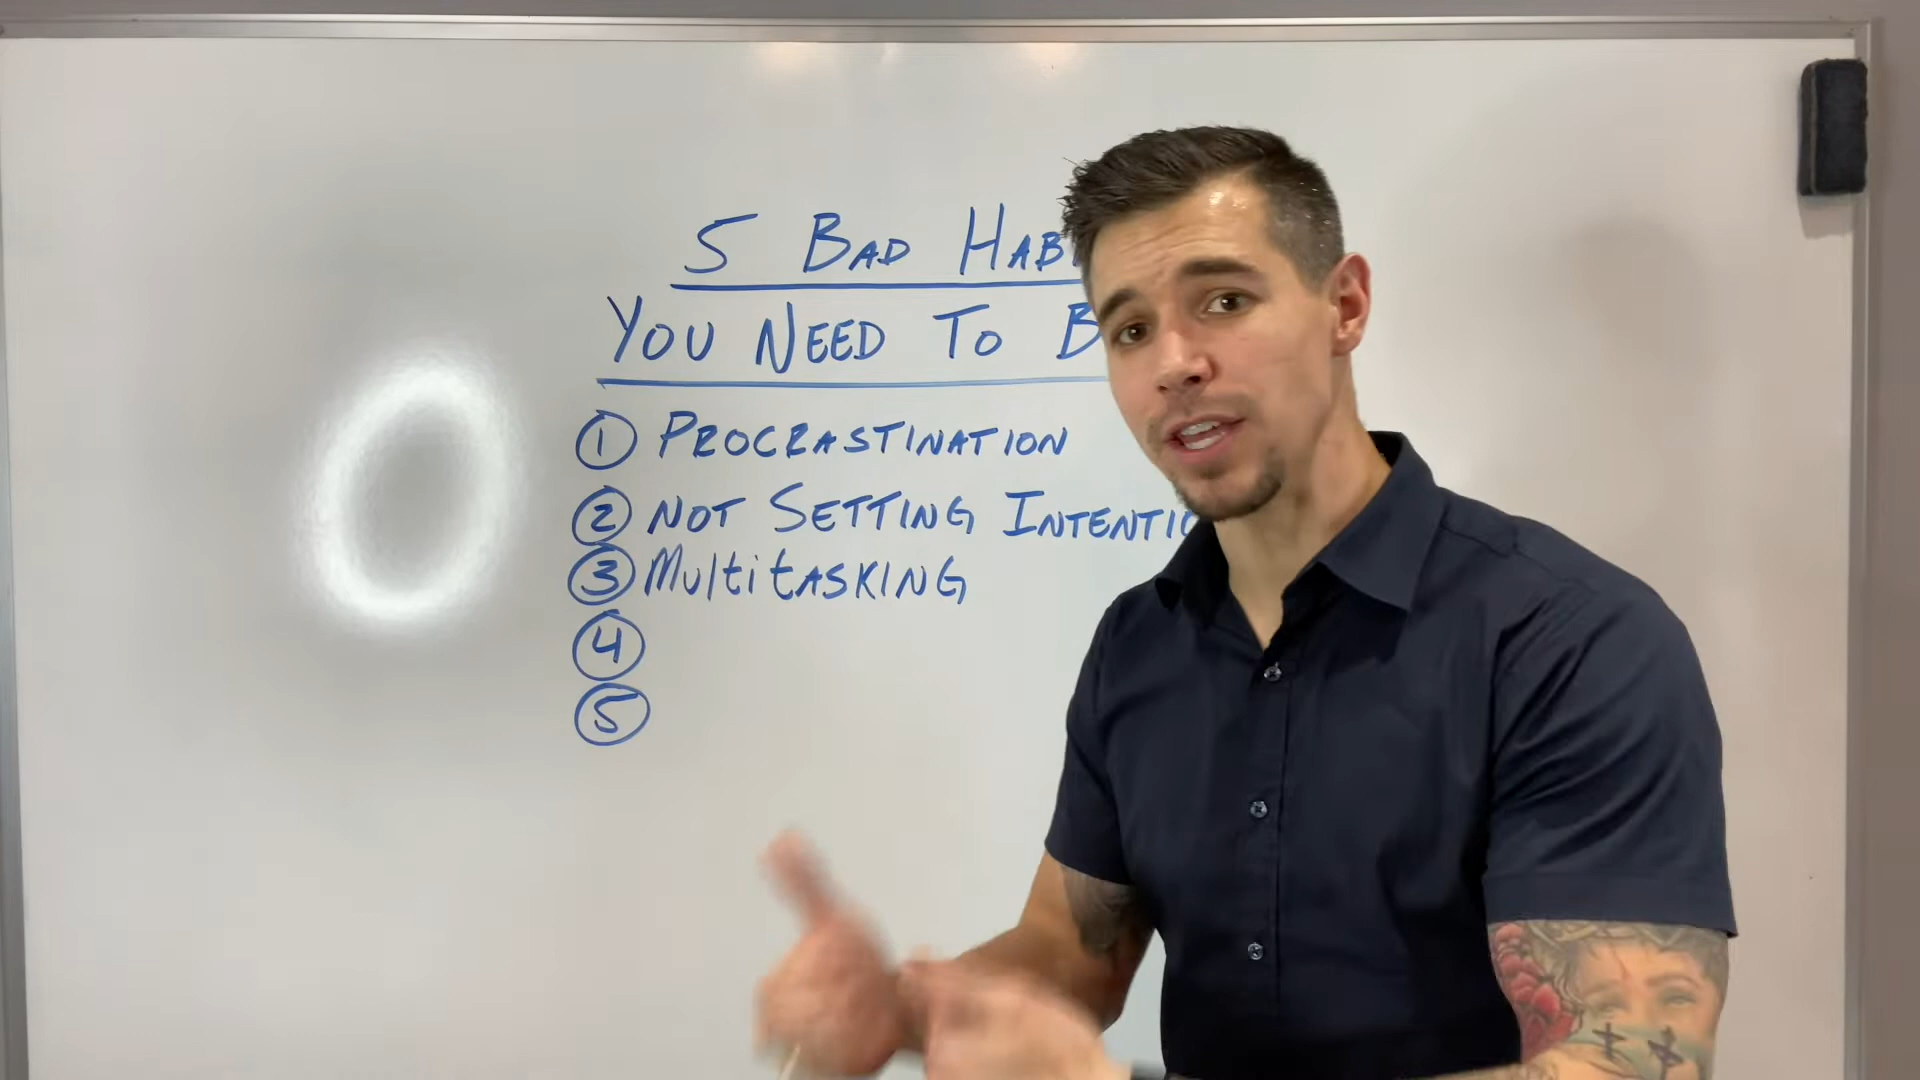 5 BAD HAB
YOU NEED TO B
1 PROCRASTINATION
2 NOT SETTING INTENTIO
3 MultitASKING
4
5